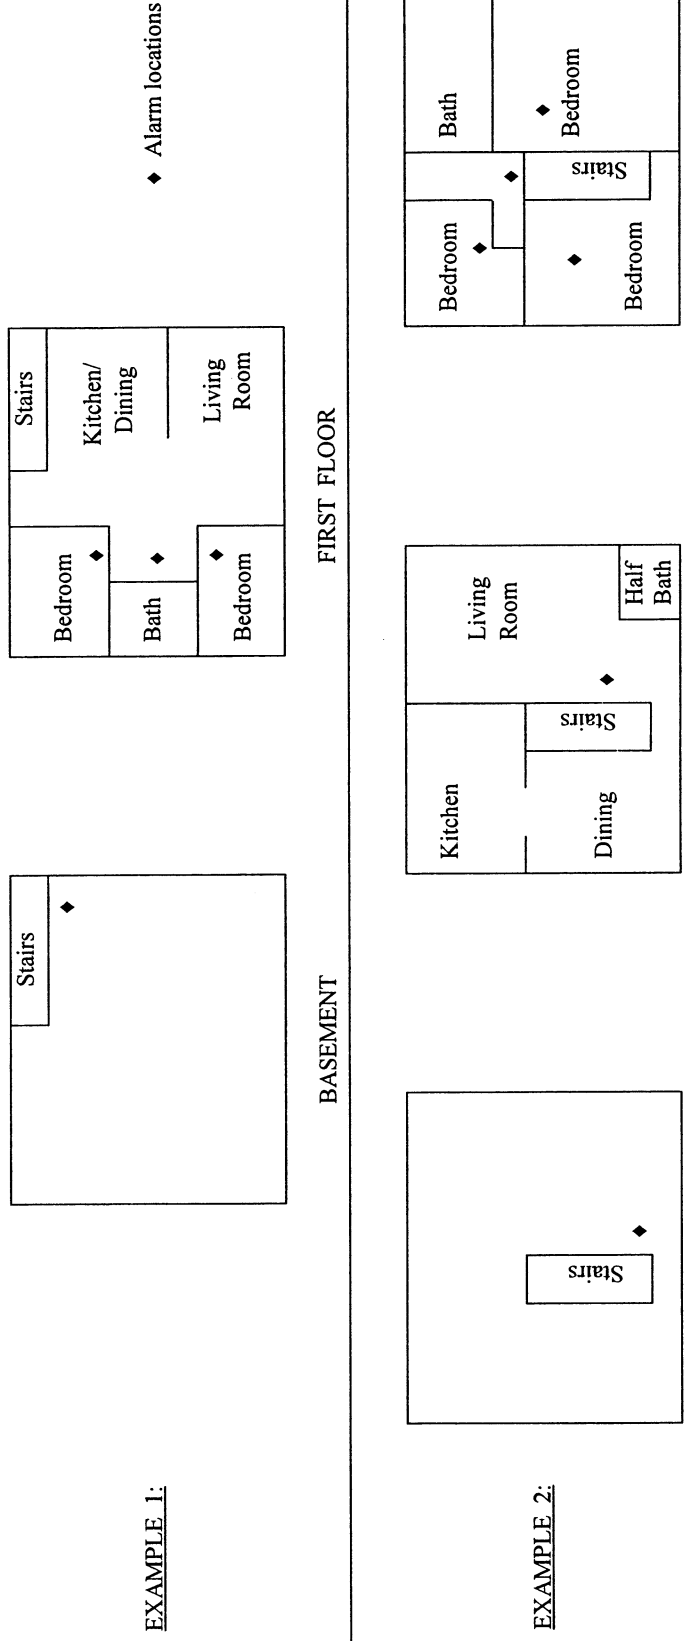 EXAMPLE 1:
Stairs
BASEMENT
Stairs
Bedroom
Kitchen/
Dining
Bath
Living
Room
Bedroom
FIRST FLOOR
♦ Alarm locations
EXAMPLE 2:
Stairs
Kitchen
Living
Room
Stairs
Dining
Half
Bath
Bedroom
Bath
Stairs
Bedroom
Bedroom